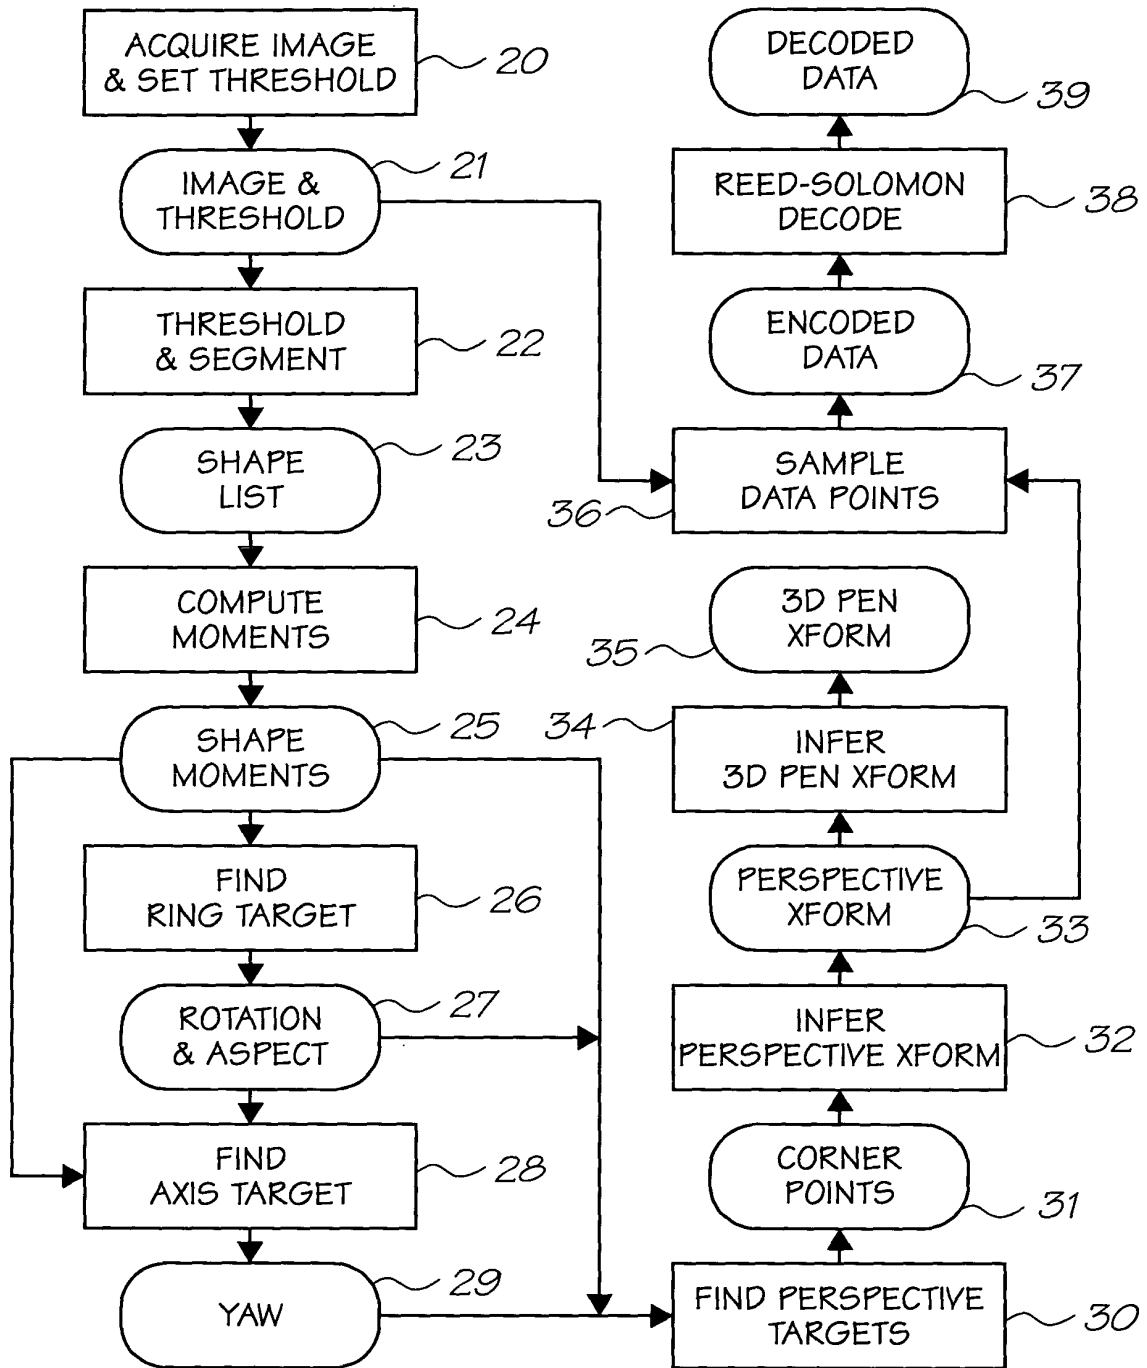 ACQUIRE IMAGE
& SET THRESHOLD
20
IMAGE &
THRESHOLD
21
THRESHOLD
& SEGMENT
22
SHAPE
LIST
23
COMPUTE
MOMENTS
24
SHAPE
MOMENTS
25
FIND
RING TARGET
26
ROTATION
& ASPECT
27
FIND
AXIS TARGET
28
YAW
29
DECODED
DATA
39
REED-SOLOMON
DECODE
38
ENCODED
DATA
37
SAMPLE
DATA POINTS
36
3D PEN
XFORM
35
INFER
3D PEN XFORM
34
PERSPECTIVE
XFORM
33
INFER
PERSPECTIVE XFORM
32
CORNER
POINTS
31
FIND PERSPECTIVE
TARGETS
30